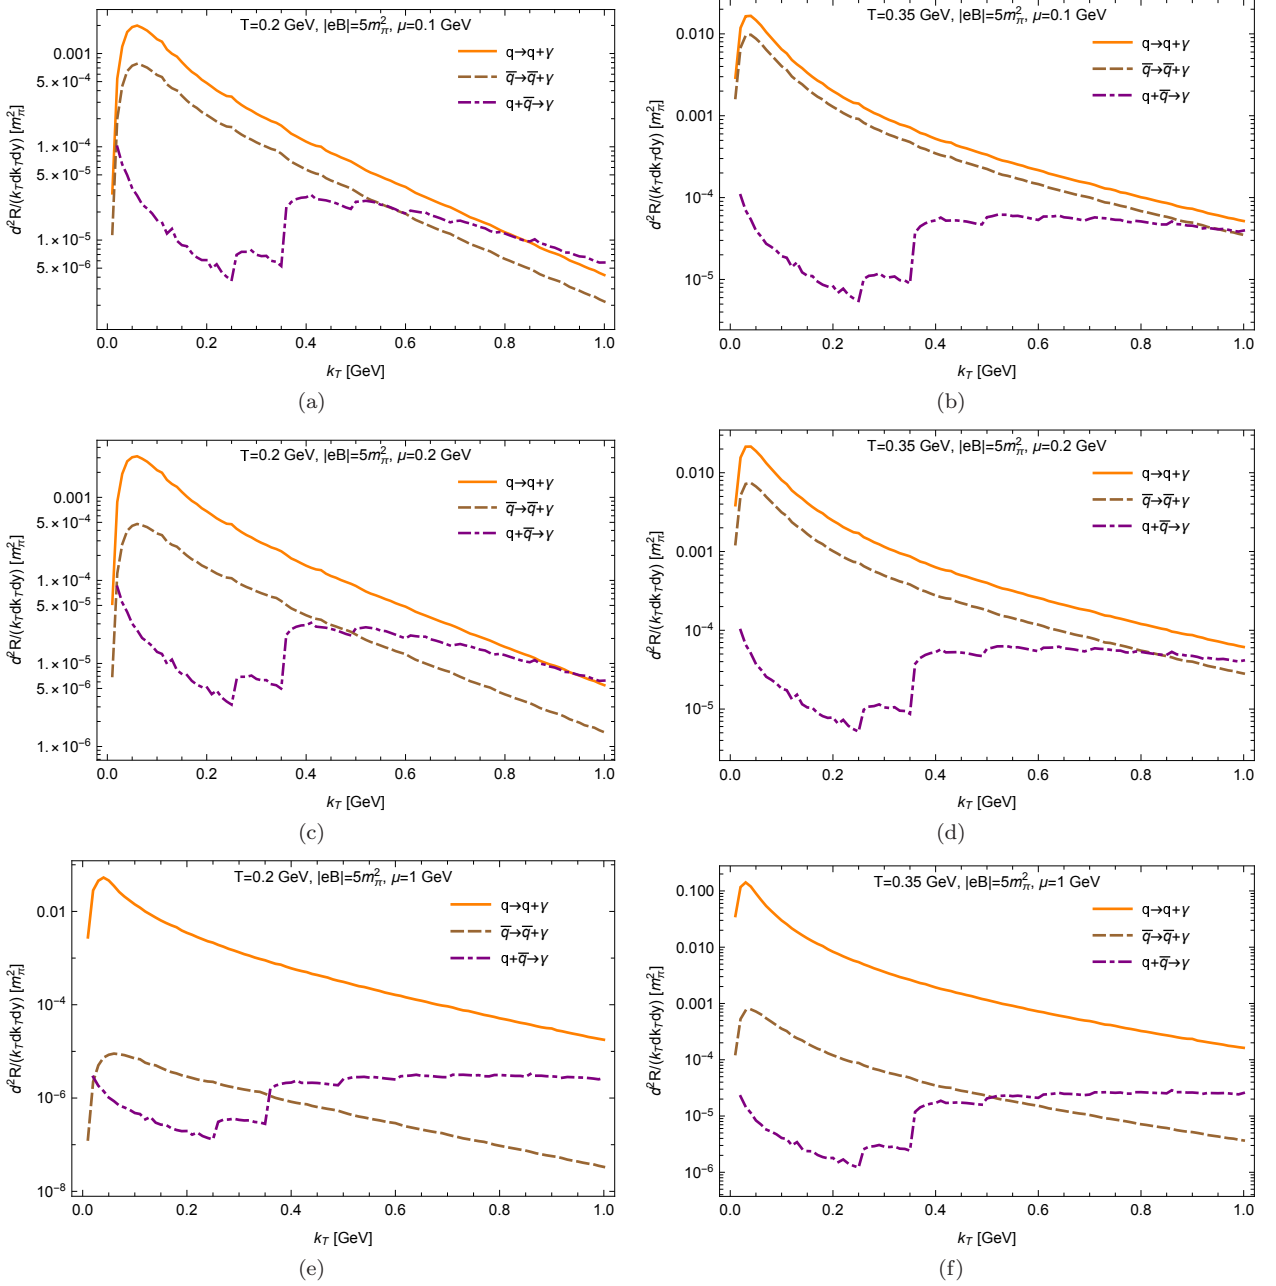 T=0.2 GeV, |eB|=5m²π, μ=0.1 GeV
q→q+γ
q̅→q̅+γ
q+q̅→γ
0.001
5.×10⁻⁴
1.×10⁻⁴
5.×10⁻⁵
1.×10⁻⁵
5.×10⁻⁶
d²R/(kTdkTdy) [m²π]
0.0 0.2 0.4 0.6 0.8 1.0
kT [GeV]
(a)
T=0.35 GeV, |eB|=5m²π, μ=0.1 GeV
q→q+γ
q̅→q̅+γ
q+q̅→γ
0.010
0.001
10⁻⁴
10⁻⁵
d²R/(kTdkTdy) [m²π]
0.0 0.2 0.4 0.6 0.8 1.0
kT [GeV]
(b)
T=0.2 GeV, |eB|=5m²π, μ=0.2 GeV
q→q+γ
q̅→q̅+γ
q+q̅→γ
0.001
5.×10⁻⁴
1.×10⁻⁴
5.×10⁻⁵
1.×10⁻⁵
5.×10⁻⁶
1.×10⁻⁶
d²R/(kTdkTdy) [m²π]
0.0 0.2 0.4 0.6 0.8 1.0
kT [GeV]
(c)
T=0.35 GeV, |eB|=5m²π, μ=0.2 GeV
q→q+γ
q̅→q̅+γ
q+q̅→γ
0.010
0.001
10⁻⁴
10⁻⁵
d²R/(kTdkTdy) [m²π]
0.0 0.2 0.4 0.6 0.8 1.0
kT [GeV]
(d)
T=0.2 GeV, |eB|=5m²π, μ=1 GeV
q→q+γ
q̅→q̅+γ
q+q̅→γ
0.01
10⁻⁴
10⁻⁶
10⁻⁸
d²R/(kTdkTdy) [m²π]
0.0 0.2 0.4 0.6 0.8 1.0
kT [GeV]
(e)
T=0.35 GeV, |eB|=5m²π, μ=1 GeV
q→q+γ
q̅→q̅+γ
q+q̅→γ
0.100
0.010
0.001
10⁻⁴
10⁻⁵
10⁻⁶
d²R/(kTdkTdy) [m²π]
0.0 0.2 0.4 0.6 0.8 1.0
kT [GeV]
(f)